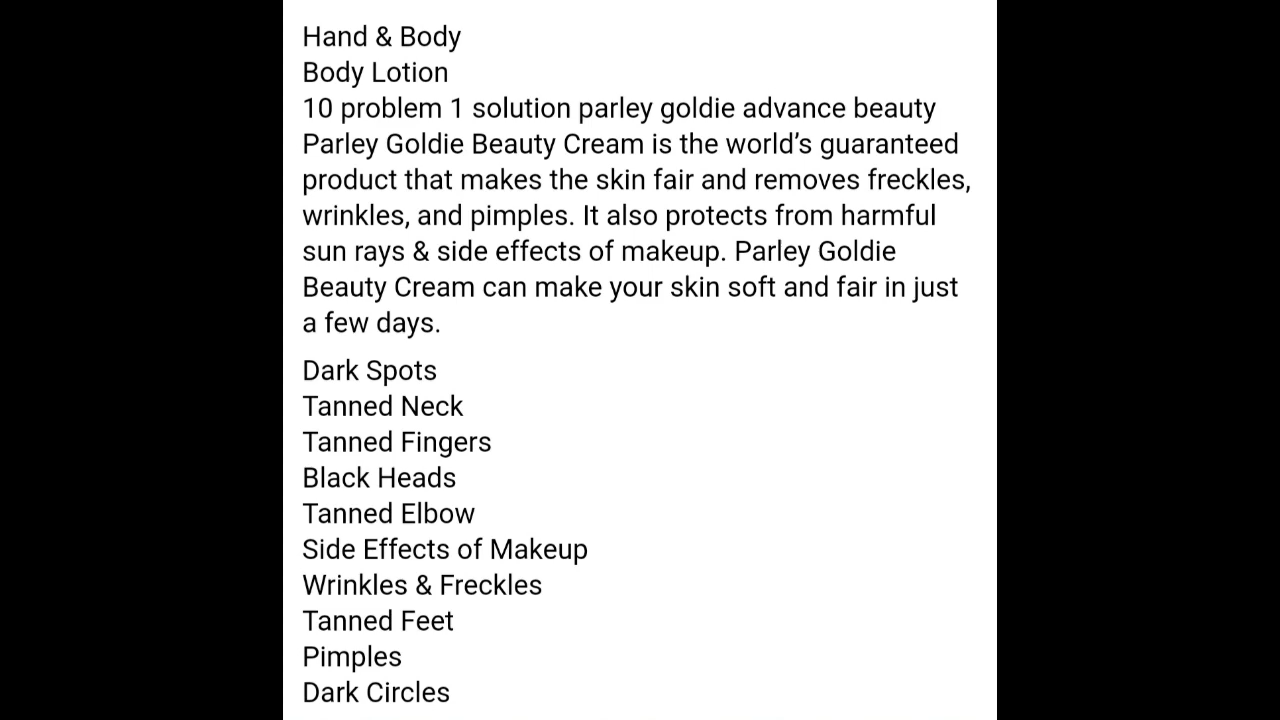 Hand & Body
Body Lotion
10 problem 1 solution parley goldie advance beauty
Parley Goldie Beauty Cream is the world’s guaranteed
product that makes the skin fair and removes freckles,
wrinkles, and pimples. It also protects from harmful
sun rays & side effects of makeup. Parley Goldie
Beauty Cream can make your skin soft and fair in just
a few days.
Dark Spots
Tanned Neck
Tanned Fingers
Black Heads
Tanned Elbow
Side Effects of Makeup
Wrinkles & Freckles
Tanned Feet
Pimples
Dark Circles